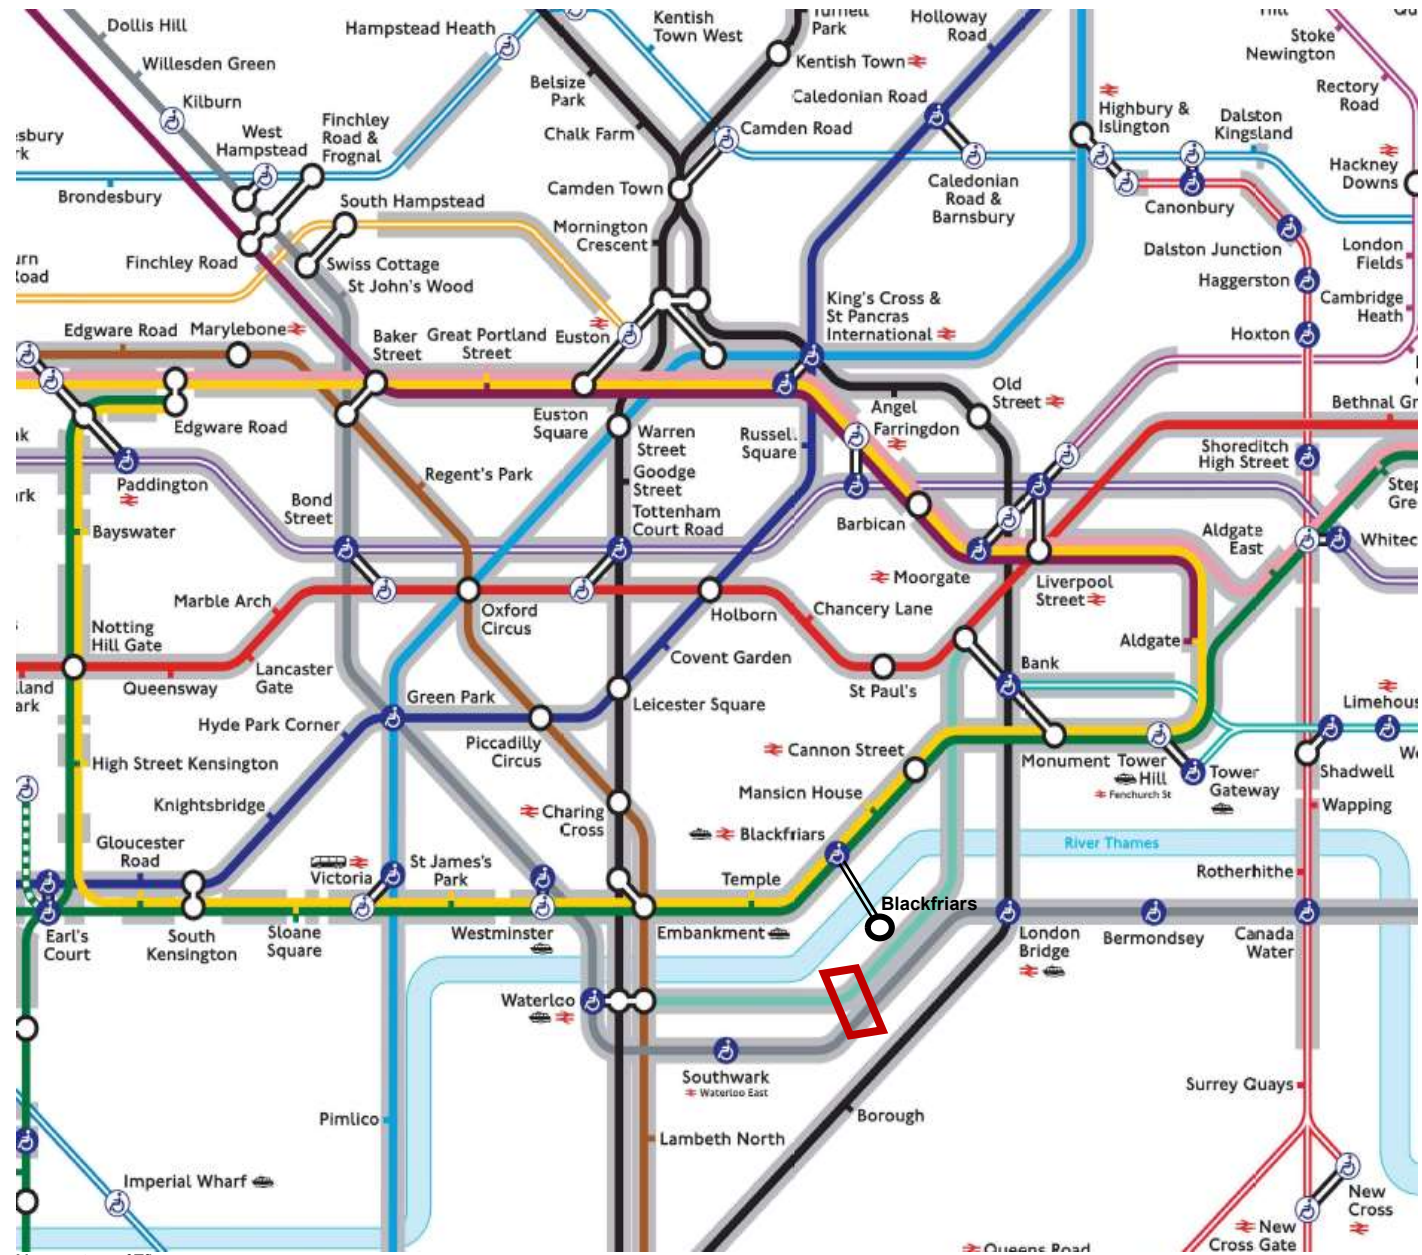 Dollis Hill
Willesden Green
Kilburn
West
Hampstead
Finchley
Road &
Frognal
Hampstead Heath
Kentish
Town West
Belsize
Park
Chalk Farm
Park
Kentish Town
Holloway
Road
Caledonian Road
Camden Road
Highbury &
Islington
Dalston
Kingsland
Stoke
Newington
Rectory
Road
Hackney
Downs
Brondesbury
South Hampstead
Camden Town
Mornington
Crescent
Caledonian
Road &
Barnsbury
Canonbury
Dalston Junction
Haggerston
Hoxton
London
Fields
Cambridge
Heath
Finchley Road
Swiss Cottage
St John's Wood
Edgware Road
Marylebone
Baker
Street
Great Portland
Street
Euston
King's Cross &
St Pancras
International
Edgware Road
Euston
Square
Warren
Street
Goodge
Street
Tottenham
Court Road
Russell
Square
Angel
Farringdon
Old
Street
Shoreditch
High Street
Paddington
Bayswater
Bond
Street
Regent's Park
Barbican
Moorgate
Liverpool
Street
Aldgate
East
Aldgate
Marble Arch
Notting
Hill Gate
Queensway
Lancaster
Gate
Oxford
Circus
Holborn
Chancery Lane
St Paul's
Bank
Covent Garden
Leicester Square
Green Park
Hyde Park Corner
Piccadilly
Circus
Cannon Street
Mansion House
Blackfriars
Monument
Tower
Hill
Fenchurch St
Tower
Gateway
Shadwell
Wapping
Rotherhithe
High Street Kensington
Knightsbridge
Gloucester
Road
Charing
Cross
Victoria
St James's
Park
Temple
River Thames
Blackfriars
Earl's
Court
South
Kensington
Sloane
Square
Westminster
Embankment
London
Bridge
Bermondsey
Canada
Water
Waterloo
Southwark
Waterloo East
Surrey Quays
Pimlico
Borough
Lambeth North
Imperial Wharf
New
Cross
New
Cross Gate